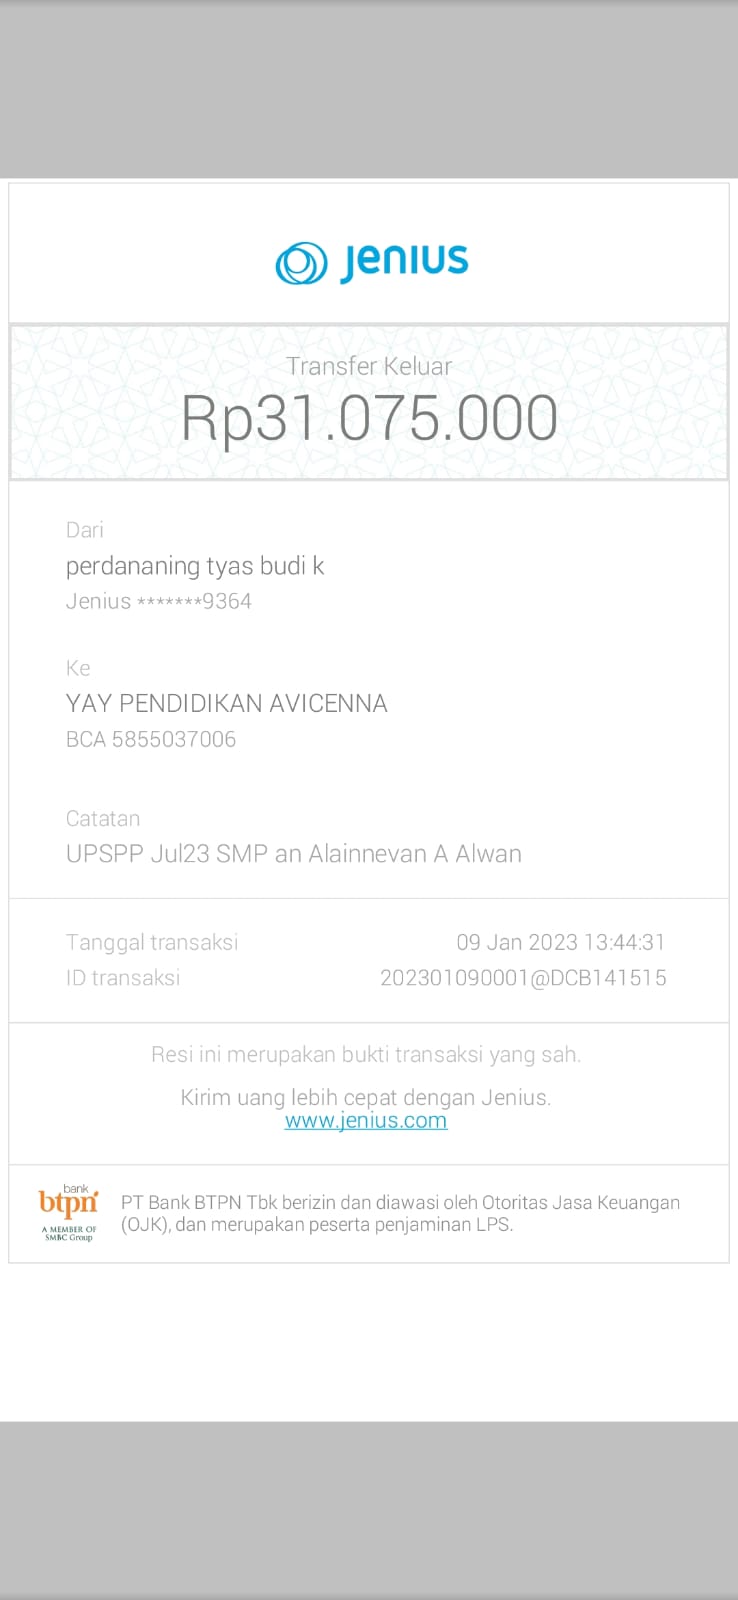 jenius
Transfer Keluar
Rp31.075.000
Dari
perdananing tyas budi k
Jenius *******9364
Ke
YAY PENDIDIKAN AVICENNA
BCA 5855037006
Catatan
UPSPP Jul23 SMP an Alainnevan A Alwan
Tanggal transaksi 09 Jan 2023 13:44:31
ID transaksi 202301090001@DCB141515
Resi ini merupakan bukti transaksi yang sah.
Kirim uang lebih cepat dengan Jenius.
www.jenius.com
bank
btpn
A MEMBER OF
SMBC Group
PT Bank BTPN Tbk berizin dan diawasi oleh Otoritas Jasa Keuangan
(OJK), dan merupakan peserta penjaminan LPS.